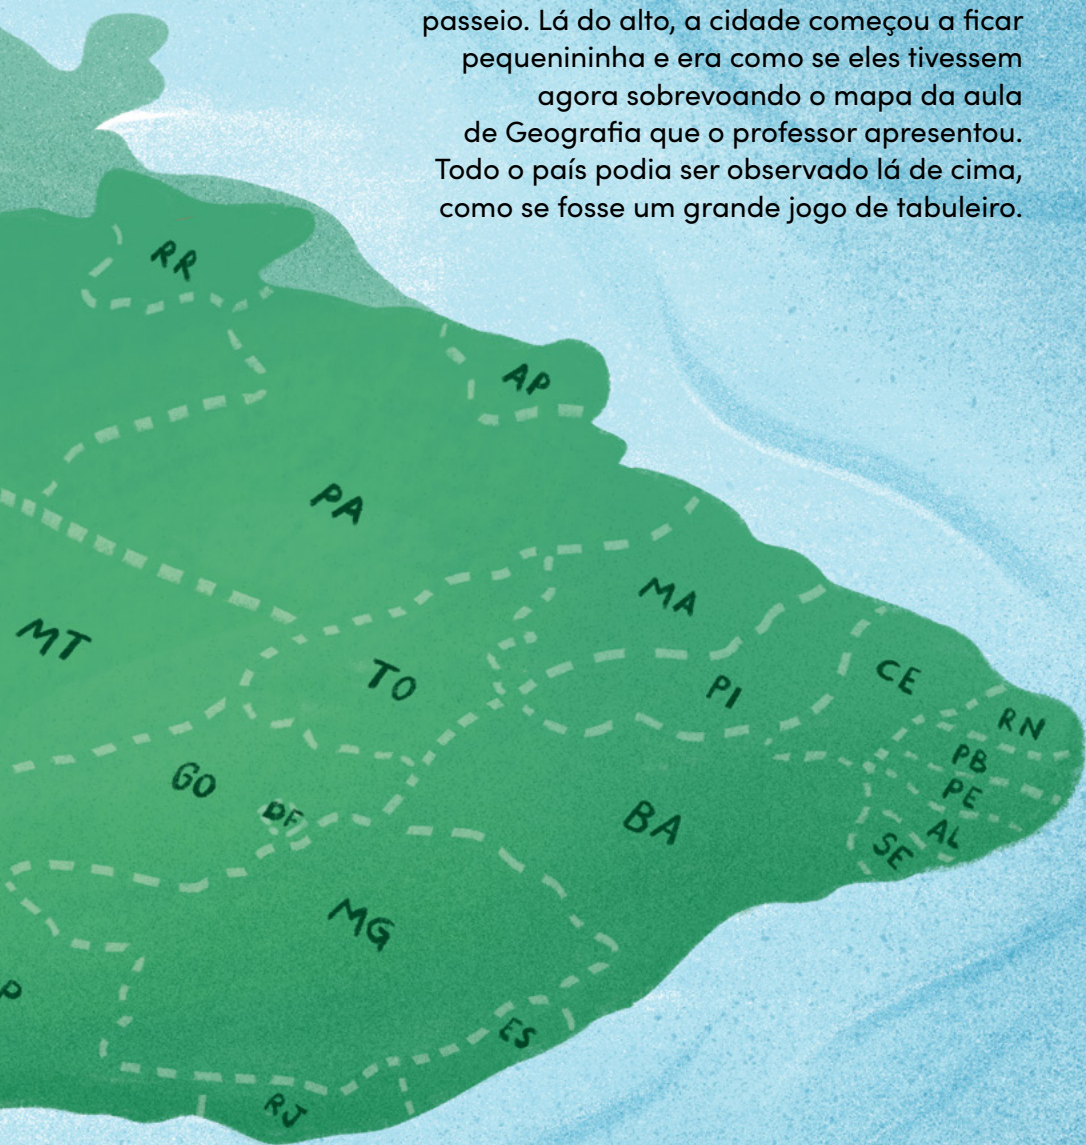 passeio. Lá do alto, a cidade começou a ficar
pequenininha e era como se eles tivessem
agora sobrevoando o mapa da aula
de Geografia que o professor apresentou.
Todo o país podia ser observado lá de cima,
como se fosse um grande jogo de tabuleiro.
RR
AP
PA
MA
MT
TO
PI
CE
RN
PB
PE
AL
SE
GO
DF
BA
MG
P
ES
RJ